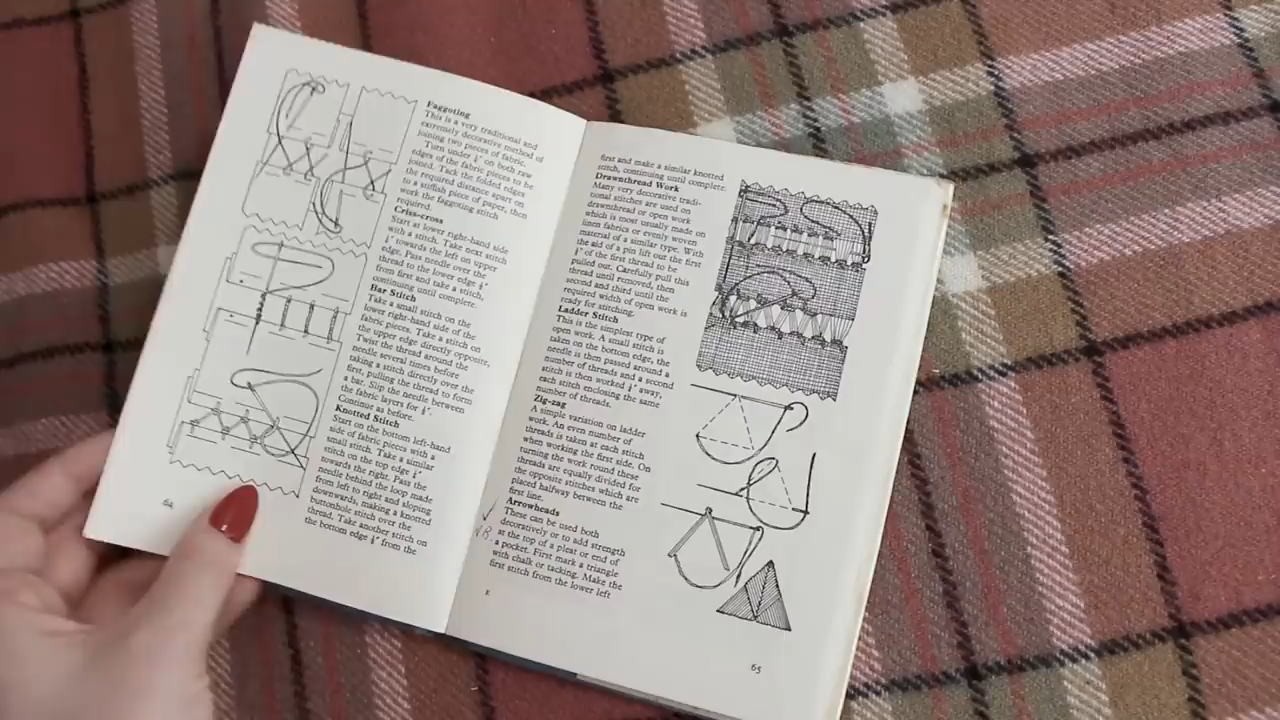 Faggoting
This is a very traditional and
extremely decorative method of
joining two pieces of fabric.
Turn under ¼″ on both raw
edges of the fabric pieces to be
joined. Tack the folded edges
the required distance apart on
to a stiffish piece of paper, then
work the faggoting stitch
required.
Criss-cross
Start at lower right-hand side
with a stitch. Take next stitch
¼″ towards the left on upper
edge. Pass needle over the
thread to the lower edge ¼″
from first and take a stitch,
continuing until complete.
Bar Stitch
Take a small stitch on the
lower right-hand side of the
fabric pieces. Take a stitch on
the upper edge directly opposite,
Twist the thread around the
needle several times before
taking a stitch directly over the
first, pulling the thread to form
a bar. Slip the needle between
the fabric layers for
Continue as before.
Knotted Stitch
Start on the bottom left-hand
side of fabric pieces with a
small stitch. Take a similar
stitch on the top edge ¼″
towards the right. Pass the
needle behind the loop made
from left to right and sloping
downwards, making a knotted
buttonhole stitch over the
thread. Take another stitch on
the bottom edge from the
64
first and make a similar knotted
stitch, continuing until complete.
Drawnthread Work
Many very decorative tradi-
tional stitches are used on
drawnthread or open work
which is most usually made on
linen fabrics or evenly woven
material of a similar type. With
the aid of a pin lift out the first
of the first thread to be
pulled out. Carefully pull this
thread until removed, then
second and third until the
required width of open work is
ready for stitching.
Ladder Stitch
This is the simplest type of
open work. A small stitch is
taken on the bottom edge, the
needle is then passed around a
number of threads and a second
stitch is then worked ¼″ away,
each stitch enclosing the same
number of threads.
Zig-zag
A simple variation on ladder
work. An even number of
threads is taken at each stitch
when working the first side. On
turning the work round these
threads are equally divided for
the opposite stitches which are
placed halfway between the
first line.
Arrowheads
These can be used both
decoratively or to add strength
at the top of a pleat or end of
a pocket. First mark a triangle
with chalk or tacking. Make the
first stitch from the lower left
E
65